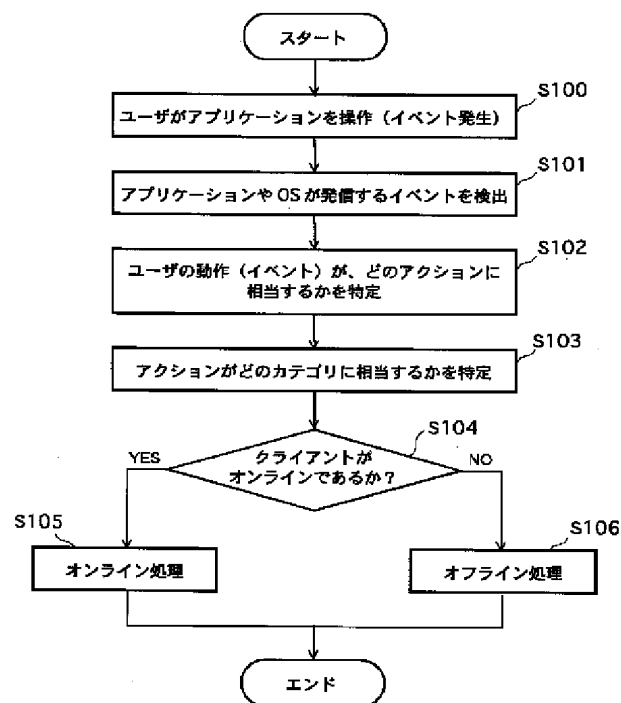 スタート
S100
ユーザがアプリケーションを操作（イベント発生）
S101
アプリケーションやOSが発信するイベントを検出
S102
ユーザの動作（イベント）が、どのアクションに
相当するかを特定
S103
アクションがどのカテゴリに相当するかを特定
S104
クライアントが
オンラインであるか？
YES
NO
S105
オンライン処理
S106
オフライン処理
エンド